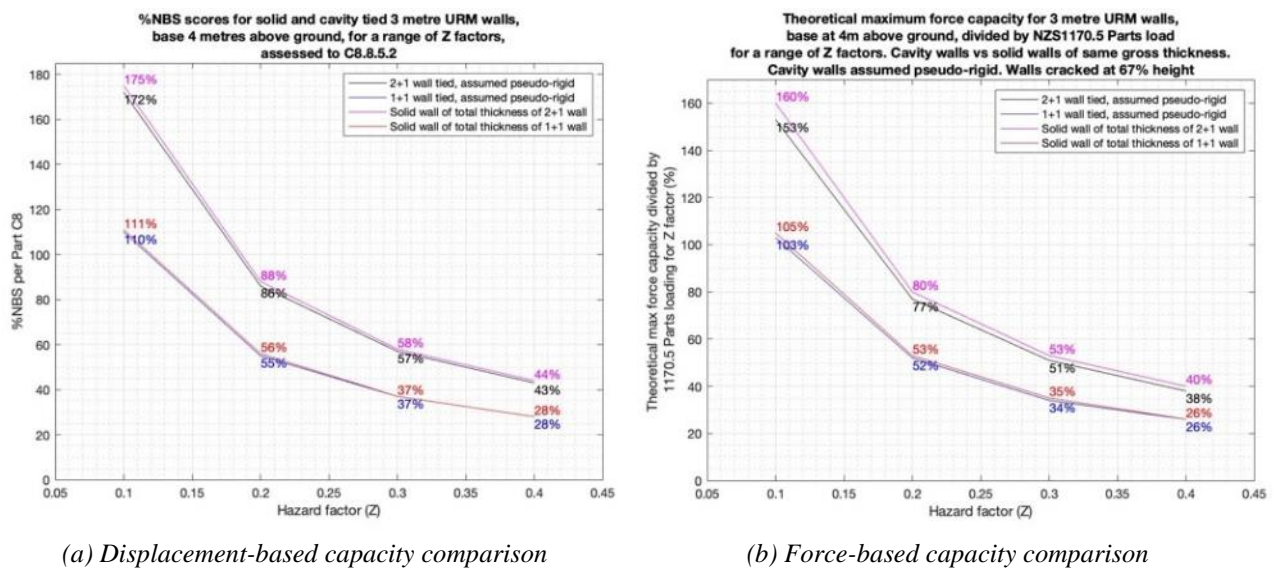 %NBS scores for solid and cavity tied 3 metre URM walls,
base 4 metres above ground, for a range of Z factors,
assessed to C8.8.5.2
180
160
140
120
100
80
60
40
20
0
%NBS per Part C8
2+1 wall tied, assumed pseudo-rigid
1+1 wall tied, assumed pseudo-rigid
Solid wall of total thickness of 2+1 wall
Solid wall of total thickness of 1+1 wall
175%
172%
111%
110%
88%
86%
56%
55%
58%
57%
37%
37%
44%
43%
28%
28%
0.05 0.1 0.15 0.2 0.25 0.3 0.35 0.4 0.45
Hazard factor (Z)
(a) Displacement-based capacity comparison
Theoretical maximum force capacity for 3 metre URM walls,
base at 4m above ground, divided by NZS1170.5 Parts load
for a range of Z factors. Cavity walls vs solid walls of same gross thickness.
Cavity walls assumed pseudo-rigid. Walls cracked at 67% height
160
140
120
100
80
60
40
20
0
Theoretical max force capacity divided by
1170.5 Parts loading for Z factor (%)
2+1 wall tied, assumed pseudo-rigid
1+1 wall tied, assumed pseudo-rigid
Solid wall of total thickness of 2+1 wall
Solid wall of total thickness of 1+1 wall
160%
153%
105%
103%
80%
77%
53%
52%
53%
51%
35%
34%
40%
38%
26%
26%
0.05 0.1 0.15 0.2 0.25 0.3 0.35 0.4 0.45
Hazard factor (Z)
(b) Force-based capacity comparison